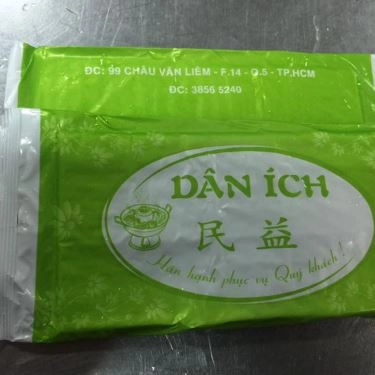 ĐC: 99 CHÂU VĂN LIÊM - F.14 - Q.5 - TP.HCM
ĐC: 3856 5240
DÂN ÍCH
民益
Hân hạnh phục vụ Quý khách!